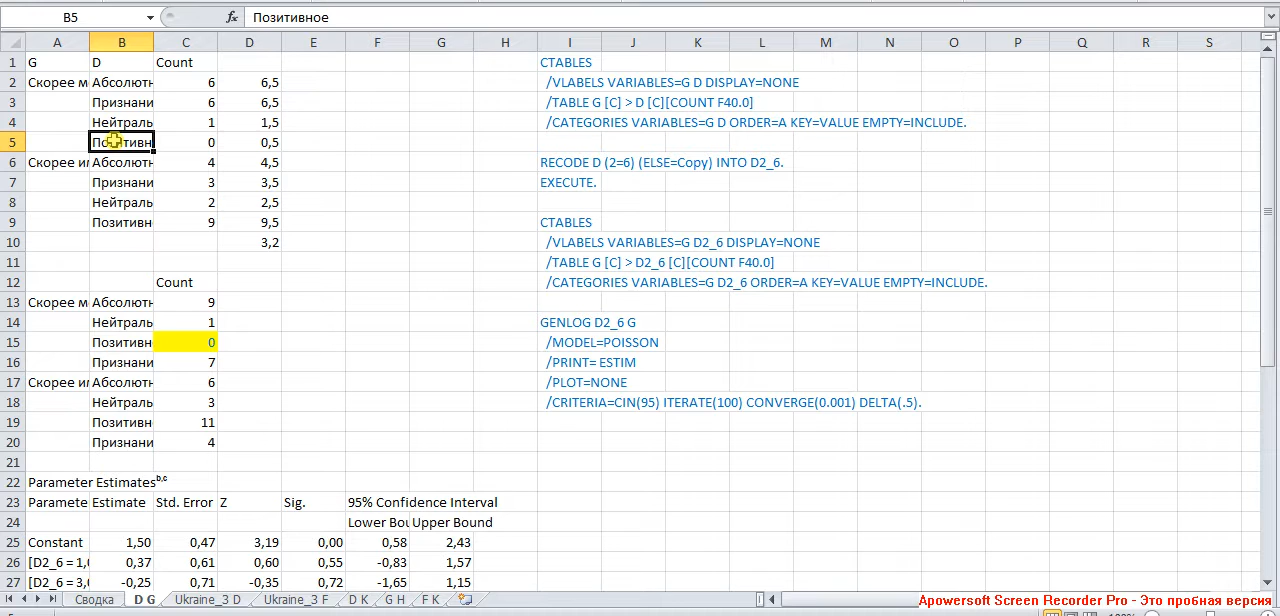 B5 fx Позитивное
A B C D E F G H I J K L M N O P Q R S
1 G D Count CTABLES
2 Скорее м Абсолютн 6 6,5 /VLABELS VARIABLES=G D DISPLAY=NONE
3 Признани 6 6,5 /TABLE G [C] > D [C][COUNT F40.0]
4 Нейтраль 1 1,5 /CATEGORIES VARIABLES=G D ORDER=A KEY=VALUE EMPTY=INCLUDE.
5 Позитивн 0 0,5
6 Скорее и Абсолютн 4 4,5 RECODE D (2=6) (ELSE=Copy) INTO D2_6.
7 Признани 3 3,5 EXECUTE.
8 Нейтраль 2 2,5
9 Позитивн 9 9,5 CTABLES
10 3,2 /VLABELS VARIABLES=G D2_6 DISPLAY=NONE
11 /TABLE G [C] > D2_6 [C][COUNT F40.0]
12 Count /CATEGORIES VARIABLES=G D2_6 ORDER=A KEY=VALUE EMPTY=INCLUDE.
13 Скорее м Абсолютн 9
14 Нейтраль 1 GENLOG D2_6 G
15 Позитивн 0 /MODEL=POISSON
16 Признани 7 /PRINT= ESTIM
17 Скорее и Абсолютн 6 /PLOT=NONE
18 Нейтраль 3 /CRITERIA=CIN(95) ITERATE(100) CONVERGE(0.001) DELTA(.5).
19 Позитивн 11
20 Признани 4
21
22 Parameter Estimates b,c
23 Paramete Estimate Std. Error Z Sig. 95% Confidence Interval
24 Lower Bou Upper Bound
25 Constant 1,50 0,47 3,19 0,00 0,58 2,43
26 [D2_6 = 1,0 0,37 0,61 0,60 0,55 -0,83 1,57
27 [D2_6 = 3,0 -0,25 0,71 -0,35 0,72 -1,65 1,15
Сводка D G Ukraine_3 D Ukraine_3 F D K G H F K
Apowersoft Screen Recorder Pro - Это пробная версия